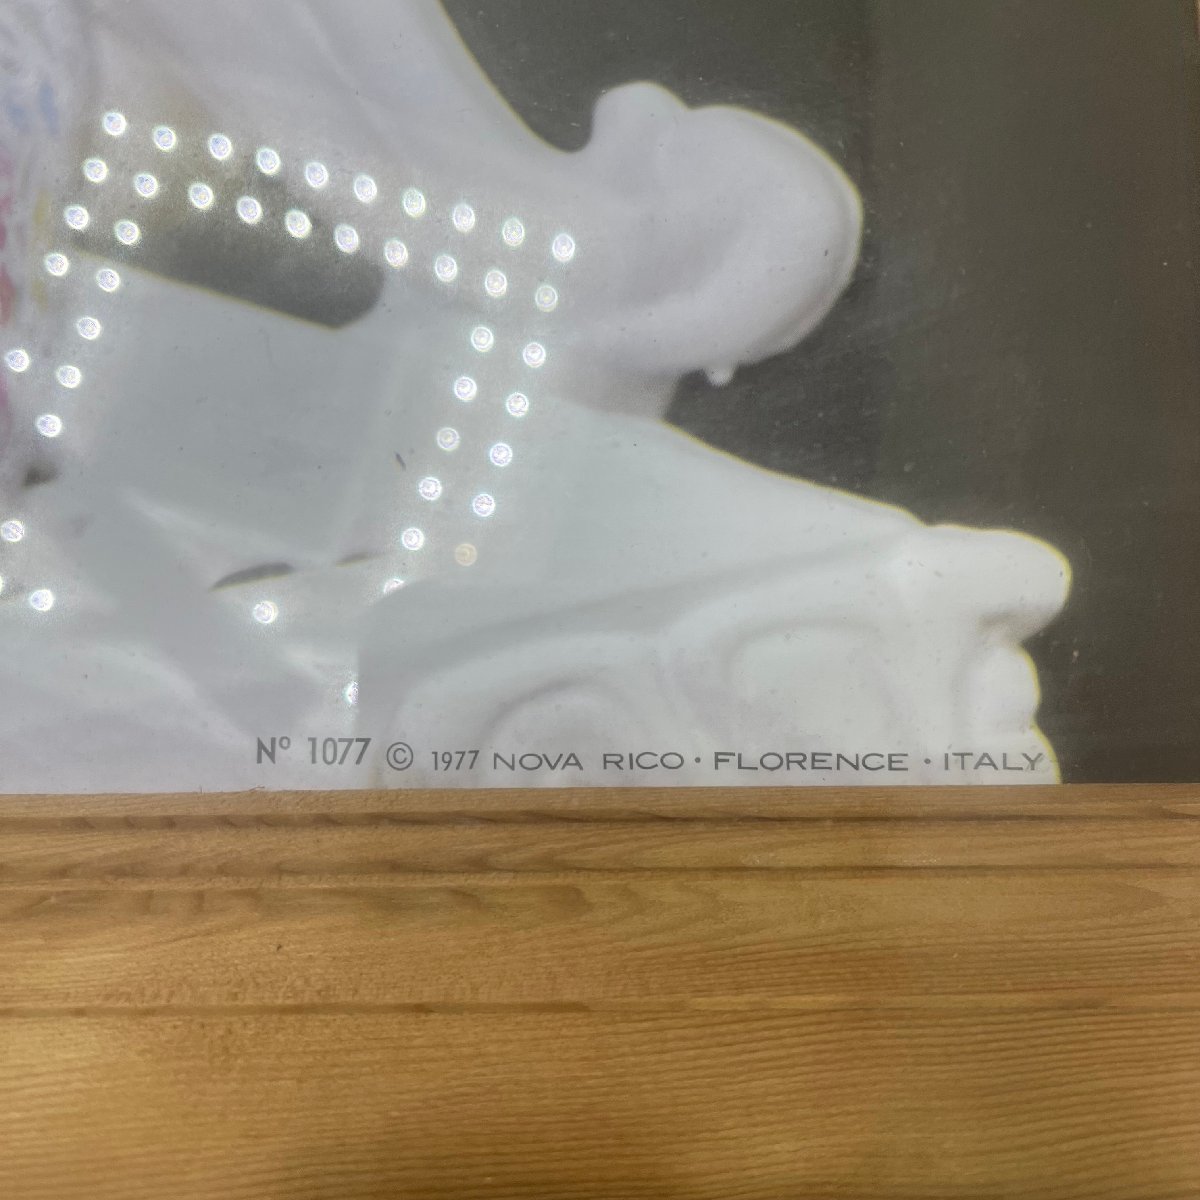 Nº 1077 © 1977 NOVA RICO · FLORENCE · ITALY